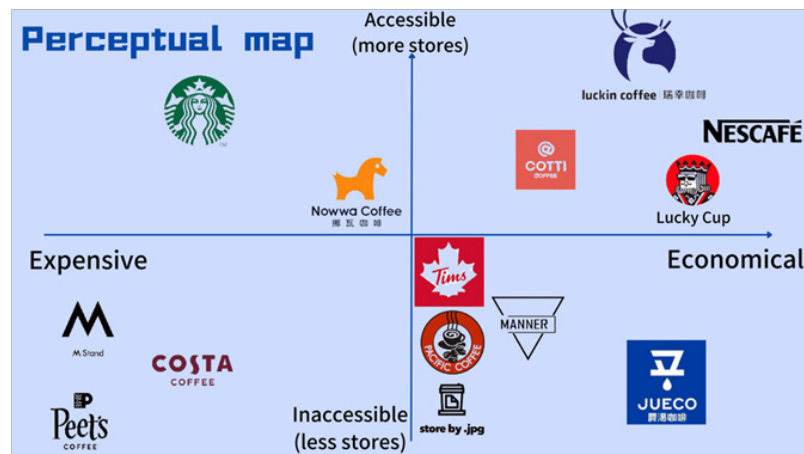 Perceptual map
Accessible
(more stores)
luckin coffee 瑞幸咖啡
NESCAFÉ
@
COTTI
COFFEE
Nowwa Coffee
挪瓦咖啡
Lucky Cup
Expensive
Economical
Tims
M Stand
MANNER
COSTA
COFFEE
PACIFIC COFFEE
JUECO
爵渴咖啡
Peet's
COFFEE
Inaccessible
(less stores)
store by .jpg